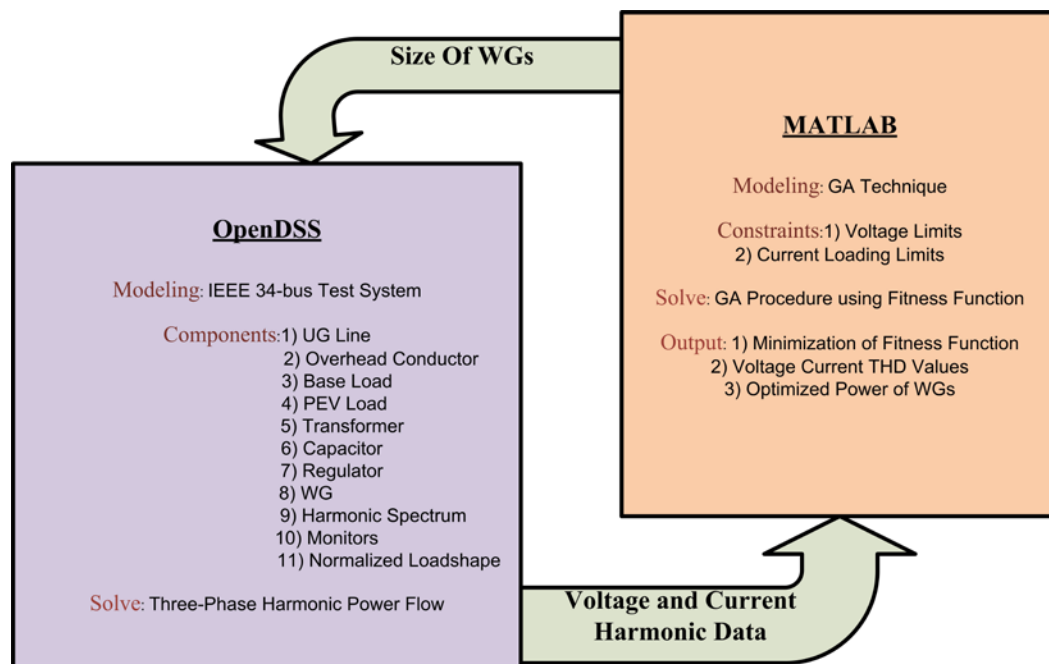 Size Of WGs
MATLAB
Modeling: GA Technique
Constraints:1) Voltage Limits
2) Current Loading Limits
Solve: GA Procedure using Fitness Function
Output: 1) Minimization of Fitness Function
2) Voltage Current THD Values
3) Optimized Power of WGs
OpenDSS
Modeling: IEEE 34-bus Test System
Components:1) UG Line
2) Overhead Conductor
3) Base Load
4) PEV Load
5) Transformer
6) Capacitor
7) Regulator
8) WG
9) Harmonic Spectrum
10) Monitors
11) Normalized Loadshape
Solve: Three-Phase Harmonic Power Flow
Voltage and Current
Harmonic Data